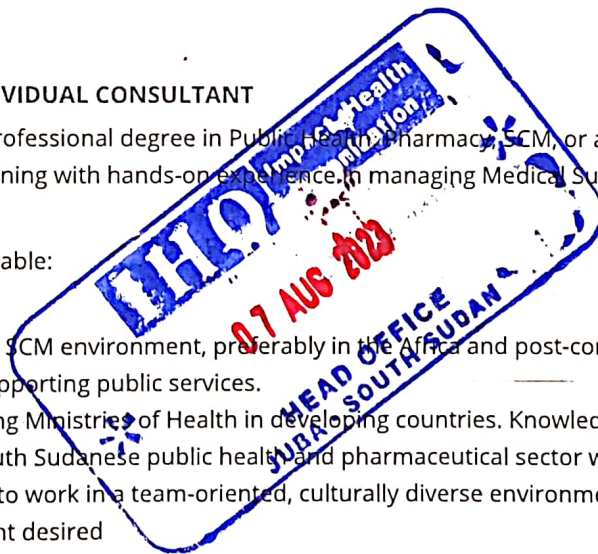 VIDUAL CONSULTANT
rofessional degree in Public Health, Pharmacy, SCM, or a
ning with hands-on experience in managing Medical Su
able:
SCM environment, preferably in the Africa and post-con
pporting public services.
ng Ministries of Health in developing countries. Knowled
uth Sudanese public health and pharmaceutical sector w
to work in a team-oriented, culturally diverse environme
nt desired
IHO
Impact Health
07 AUG 2023
HEAD OFFICE
JUBA - SOUTH SUDAN